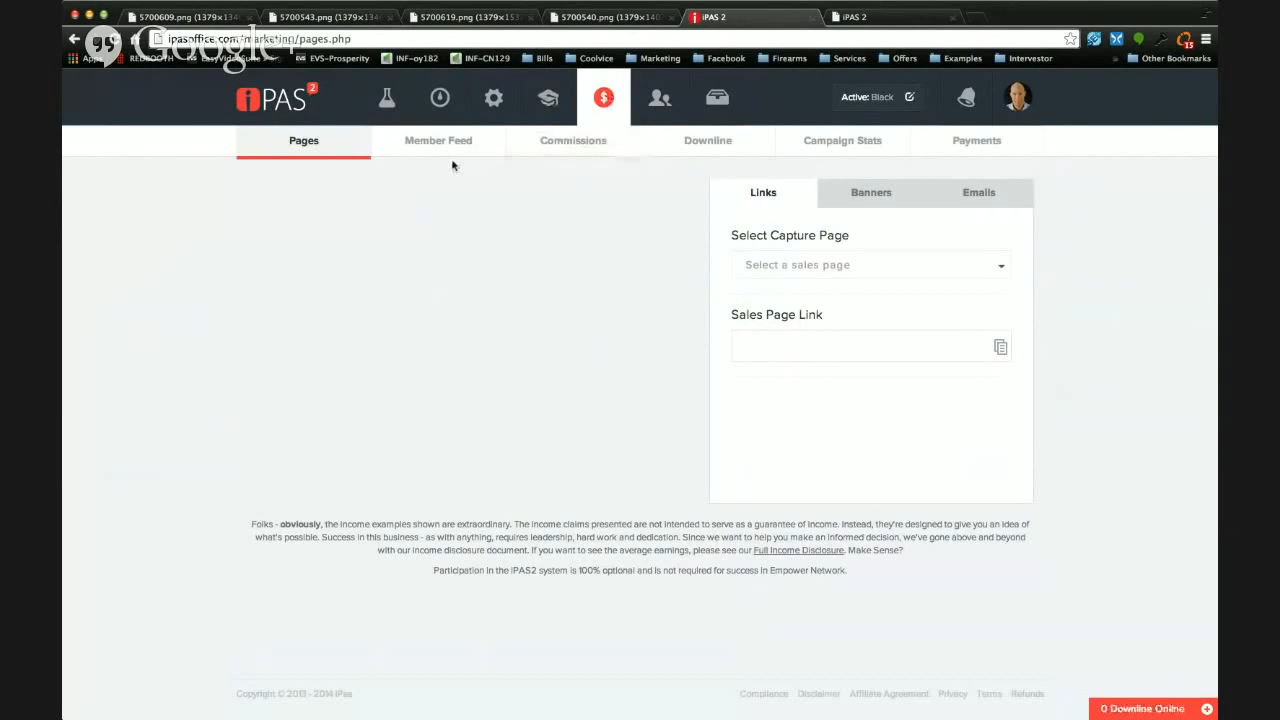 5700609.png (1379×134
5700543.png (1379×134
5700619.png (1379×153
5700540.png (1379×140
iPAS 2
iPAS 2
Google+
ipasoffice.com/marketing/pages.php
Apps
REDBOOTH
EasyVideoSuite
EVS-Prosperity
INF-oy182
INF-CN129
Bills
Coolvice
Marketing
Facebook
Firearms
Services
Offers
Examples
Intervestor
»
Other Bookmarks
15
iPAS 2
$
Active: Black
Pages
Member Feed
Commissions
Downline
Campaign Stats
Payments
Links
Banners
Emails
Select Capture Page
Select a sales page
Sales Page Link
Folks - obviously, the income examples shown are extraordinary. The income claims presented are not intended to serve as a guarantee of income. Instead, they're designed to give you an idea of
what's possible. Success in this business - as with anything, requires leadership, hard work and dedication. Since we want to help you make an informed decision, we've gone above and beyond
with our income disclosure document. If you want to see the average earnings, please see our Full Income Disclosure. Make Sense?
Participation in the iPAS2 system is 100% optional and is not required for success in Empower Network.
Copyright © 2013 - 2014 iPas
Compliance
Disclaimer
Affiliate Agreement
Privacy
Terms
Refunds
0 Downline Online